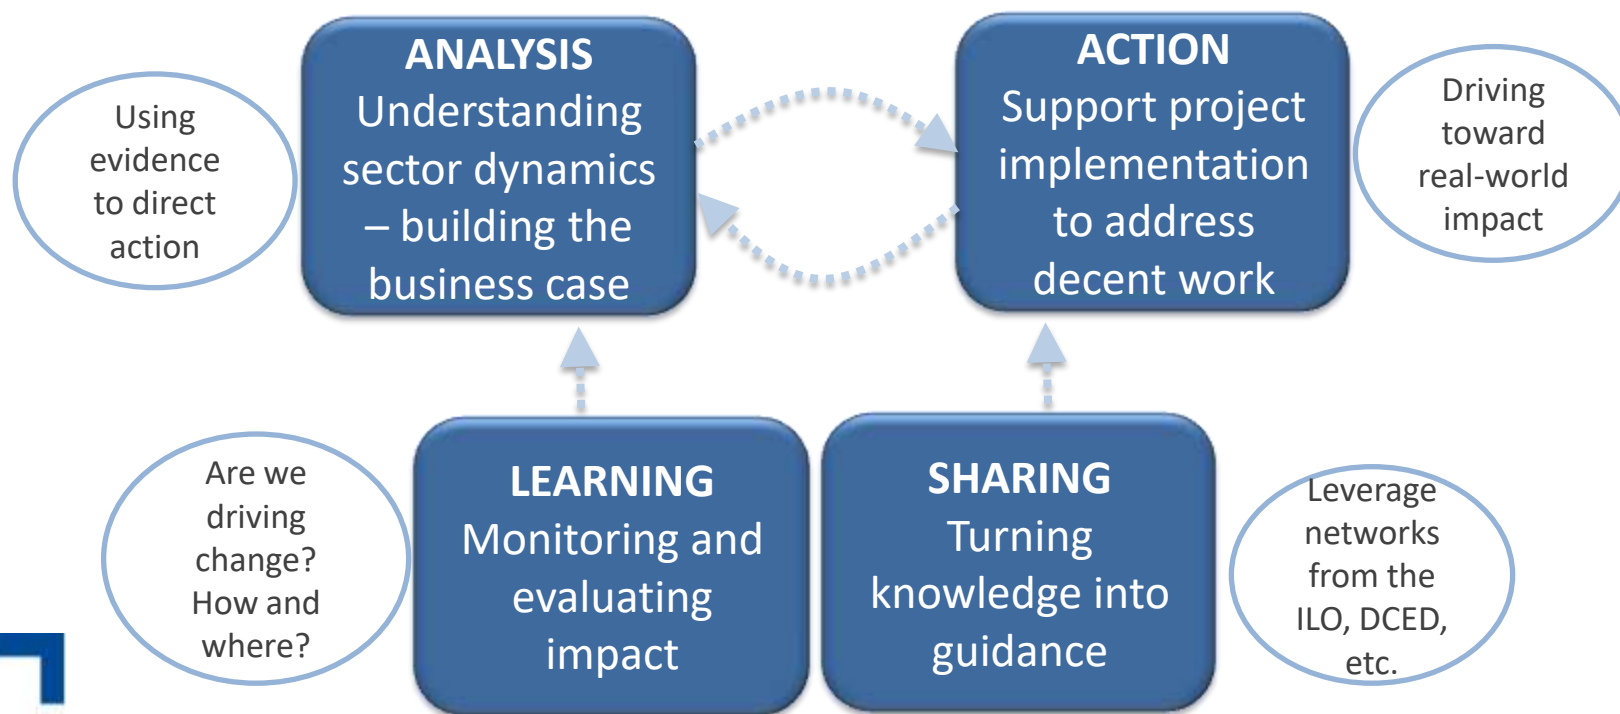 Using
evidence
to direct
action
ANALYSIS
Understanding
sector dynamics
– building the
business case
ACTION
Support project
implementation
to address
decent work
Driving
toward
real-world
impact
Are we
driving
change?
How and
where?
LEARNING
Monitoring and
evaluating
impact
SHARING
Turning
knowledge into
guidance
Leverage
networks
from the
ILO, DCED,
etc.